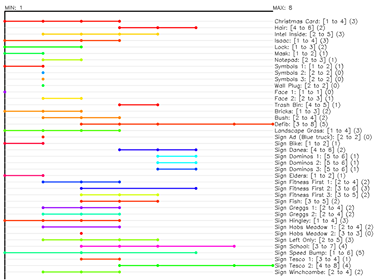 MIN: 1
MAX: 8
Christmas Card: [1 to 4] (3)
Hair: [4 to 6] (2)
Intel Inside: [2 to 5] (3)
Isaac: [1 to 4] (3)
Lock: [1 to 3] (2)
Mask: [1 to 2] (1)
Notepad: [2 to 3] (1)
Symbols 1: [1 to 2] (1)
Symbols 2: [2 to 2] (0)
Symbols 3: [2 to 2] (0)
Wall Plug: [2 to 2] (0)
Face 1: [1 to 1] (0)
Face 2: [2 to 3] (1)
Trash Bin: [4 to 5] (1)
Bricks: [1 to 3] (2)
Bush: [2 to 4] (2)
Defib: [3 to 8] (5)
Landscape Grass: [1 to 4] (3)
Sign Ad (Blue truck): [2 to 2] (0)
Sign Bike: [1 to 2] (1)
Sign Danea: [4 to 6] (2)
Sign Dominos 1: [5 to 6] (1)
Sign Dominos 2: [5 to 6] (1)
Sign Dominos 3: [5 to 6] (1)
Sign Elders: [1 to 2] (1)
Sign Fitness First 1: [2 to 4] (2)
Sign Fitness First 2: [3 to 6] (3)
Sign Fitness First 3: [3 to 5] (2)
Sign Fish: [3 to 5] (2)
Sign Greggs 1: [2 to 4] (2)
Sign Greggs 2: [2 to 4] (2)
Sign Hingley: [1 to 4] (3)
Sign Hobs Meadow 1: [2 to 4] (2)
Sign Hobs Meadow 2: [3 to 3] (0)
Sign Left Only: [2 to 5] (3)
Sign School: [3 to 7] (4)
Sign Speed Bump: [1 to 6] (5)
Sign Tesco 1: [3 to 4] (1)
Sign Tesco 2: [4 to 8] (4)
Sign Winchcombe: [2 to 4] (2)